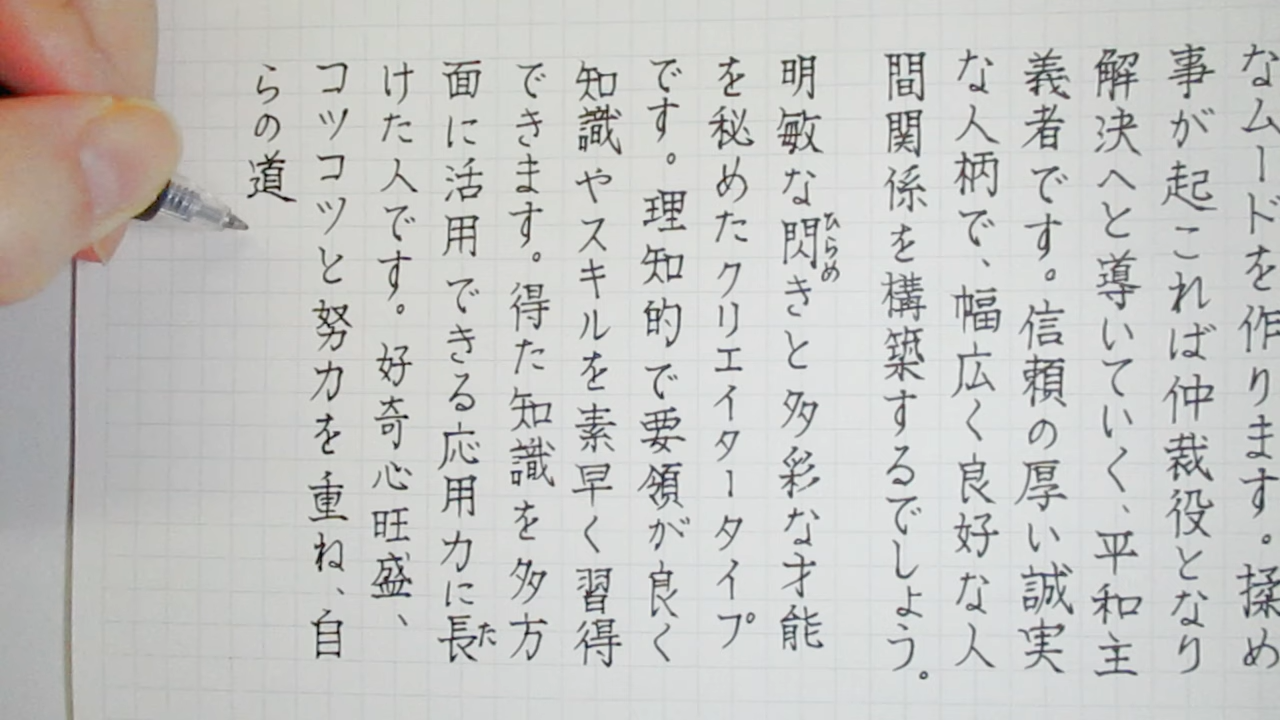 なムードを作ります。揉め
事が起これば仲裁役となり
解決へと導いていく、平和主
義者です。信頼の厚い誠実
な人柄で、幅広く良好な人
間関係を構築するでしょう。
明敏な閃きと多彩な才能
ひらめ
を秘めたクリエイタータイプ
です。理知的で要領が良く
知識やスキルを素早く習得
できます。得た知識を多方
面に活用できる応用力に長
た
けた人です。好奇心旺盛、
コツコツと努力を重ね、自
らの道